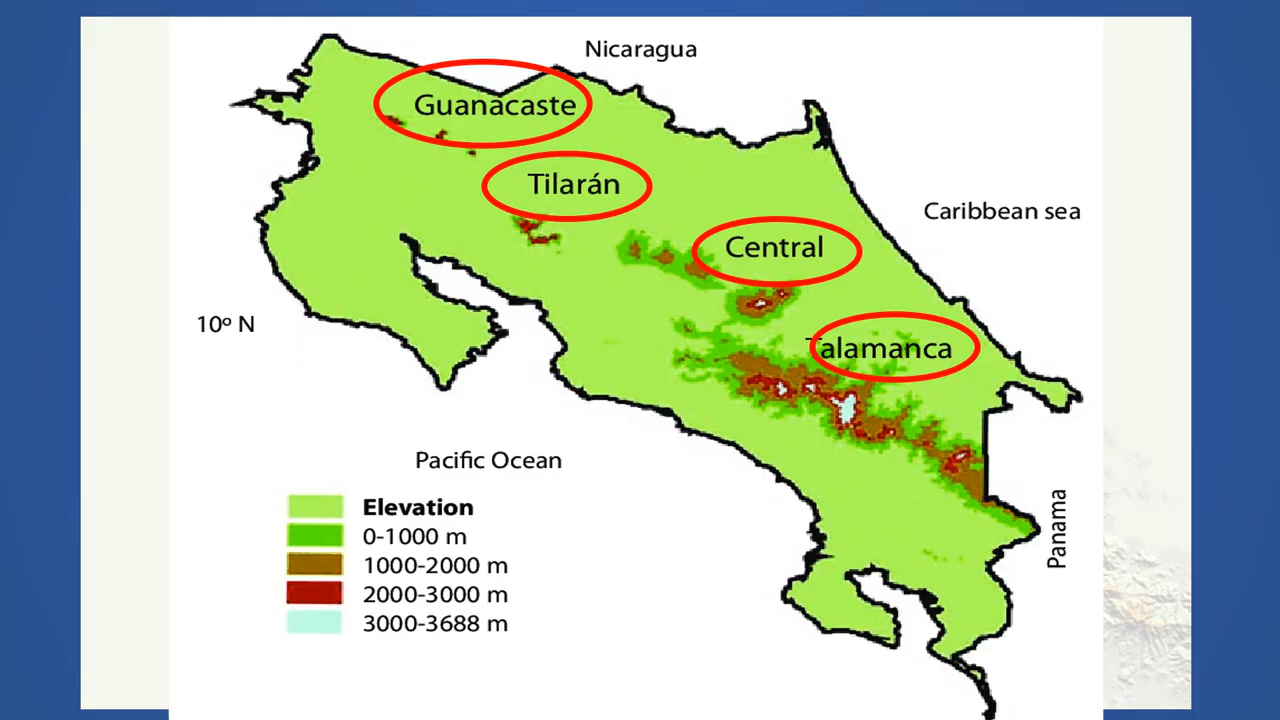 Nicaragua
Guanacaste
Tilarán
Caribbean sea
Central
10º N
Talamanca
Pacific Ocean
Panama
Elevation
0-1000 m
1000-2000 m
2000-3000 m
3000-3688 m